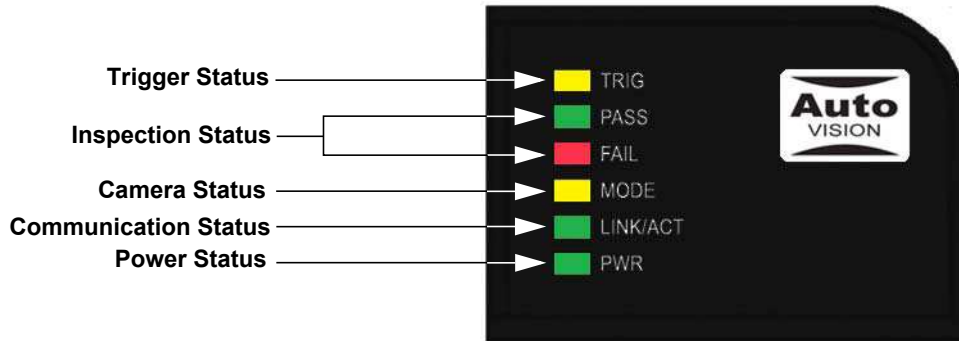 Trigger Status
TRIG
Inspection Status
PASS
FAIL
Camera Status
MODE
Communication Status
LINK/ACT
Power Status
PWR
Auto
VISION